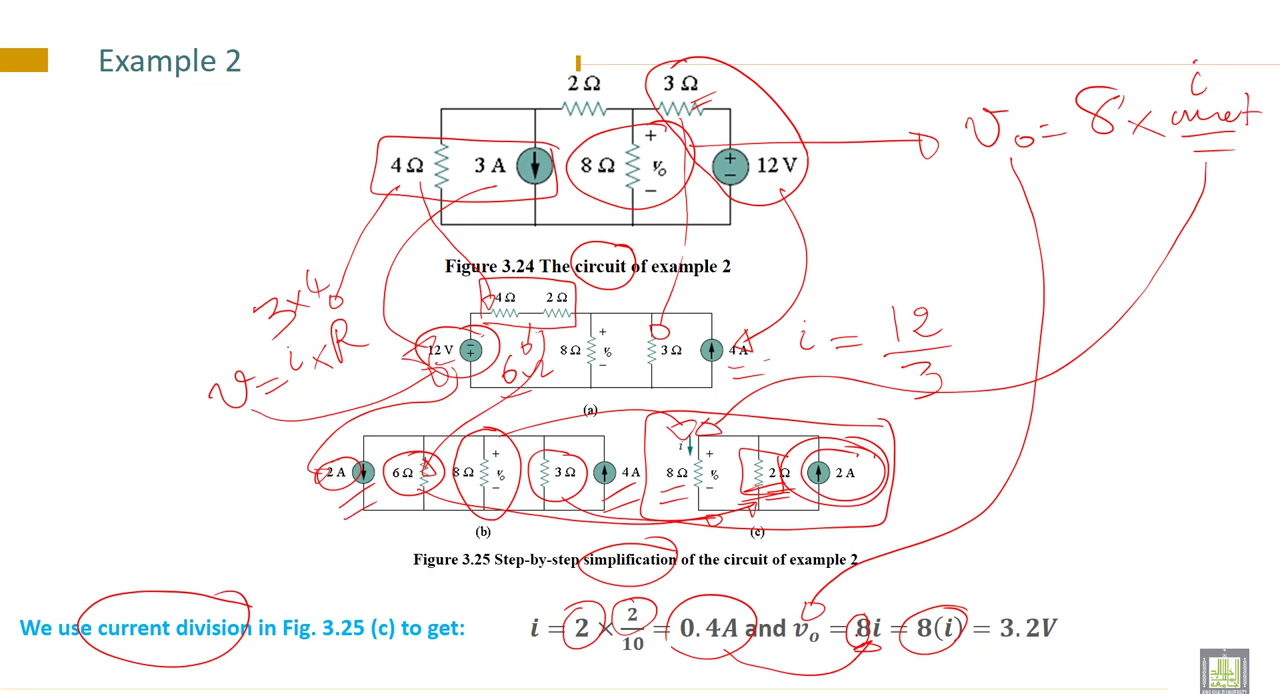 Example 2
2 Ω 3 Ω
4 Ω 3 A 8 Ω + v₀ − + − 12 V
v₀ = 8 × i
Figure 3.24 The circuit of example 2
3×4
v = i × R
4 Ω 2 Ω
12 V − + 8 Ω + v₀ − 3 Ω 4 A
6Ω
i = 12/3
(a)
2 A 6 Ω 8 Ω + v₀ − 3 Ω 4 A
i 8 Ω + v₀ − 2 Ω 2 A
(b) (c)
Figure 3.25 Step-by-step simplification of the circuit of example 2
We use current division in Fig. 3.25 (c) to get: i = 2 × 2/10 = 0.4A and vₒ = 8i = 8(i) = 3.2V